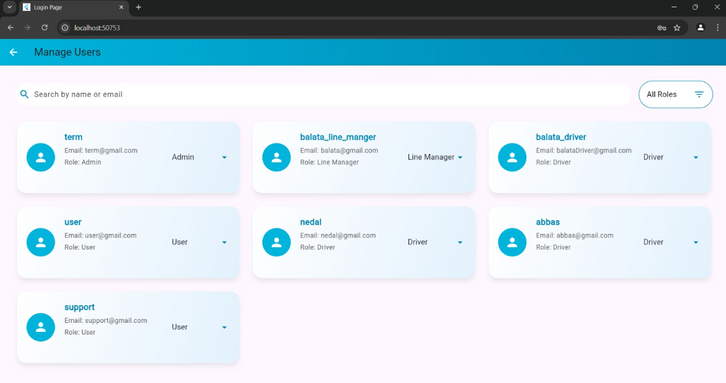 Login Page
localhost:50753
Manage Users
Search by name or email
All Roles
term
Email: term@gmail.com
Role: Admin
Admin
balata_line_manger
Email: balata@gmail.com
Role: Line Manager
Line Manager
balata_driver
Email: balataDriver@gmail.com
Role: Driver
Driver
user
Email: user@gmail.com
Role: User
User
nedal
Email: nedal@gmail.com
Role: Driver
Driver
abbas
Email: abbas@gmail.com
Role: Driver
Driver
support
Email: support@gmail.com
Role: User
User